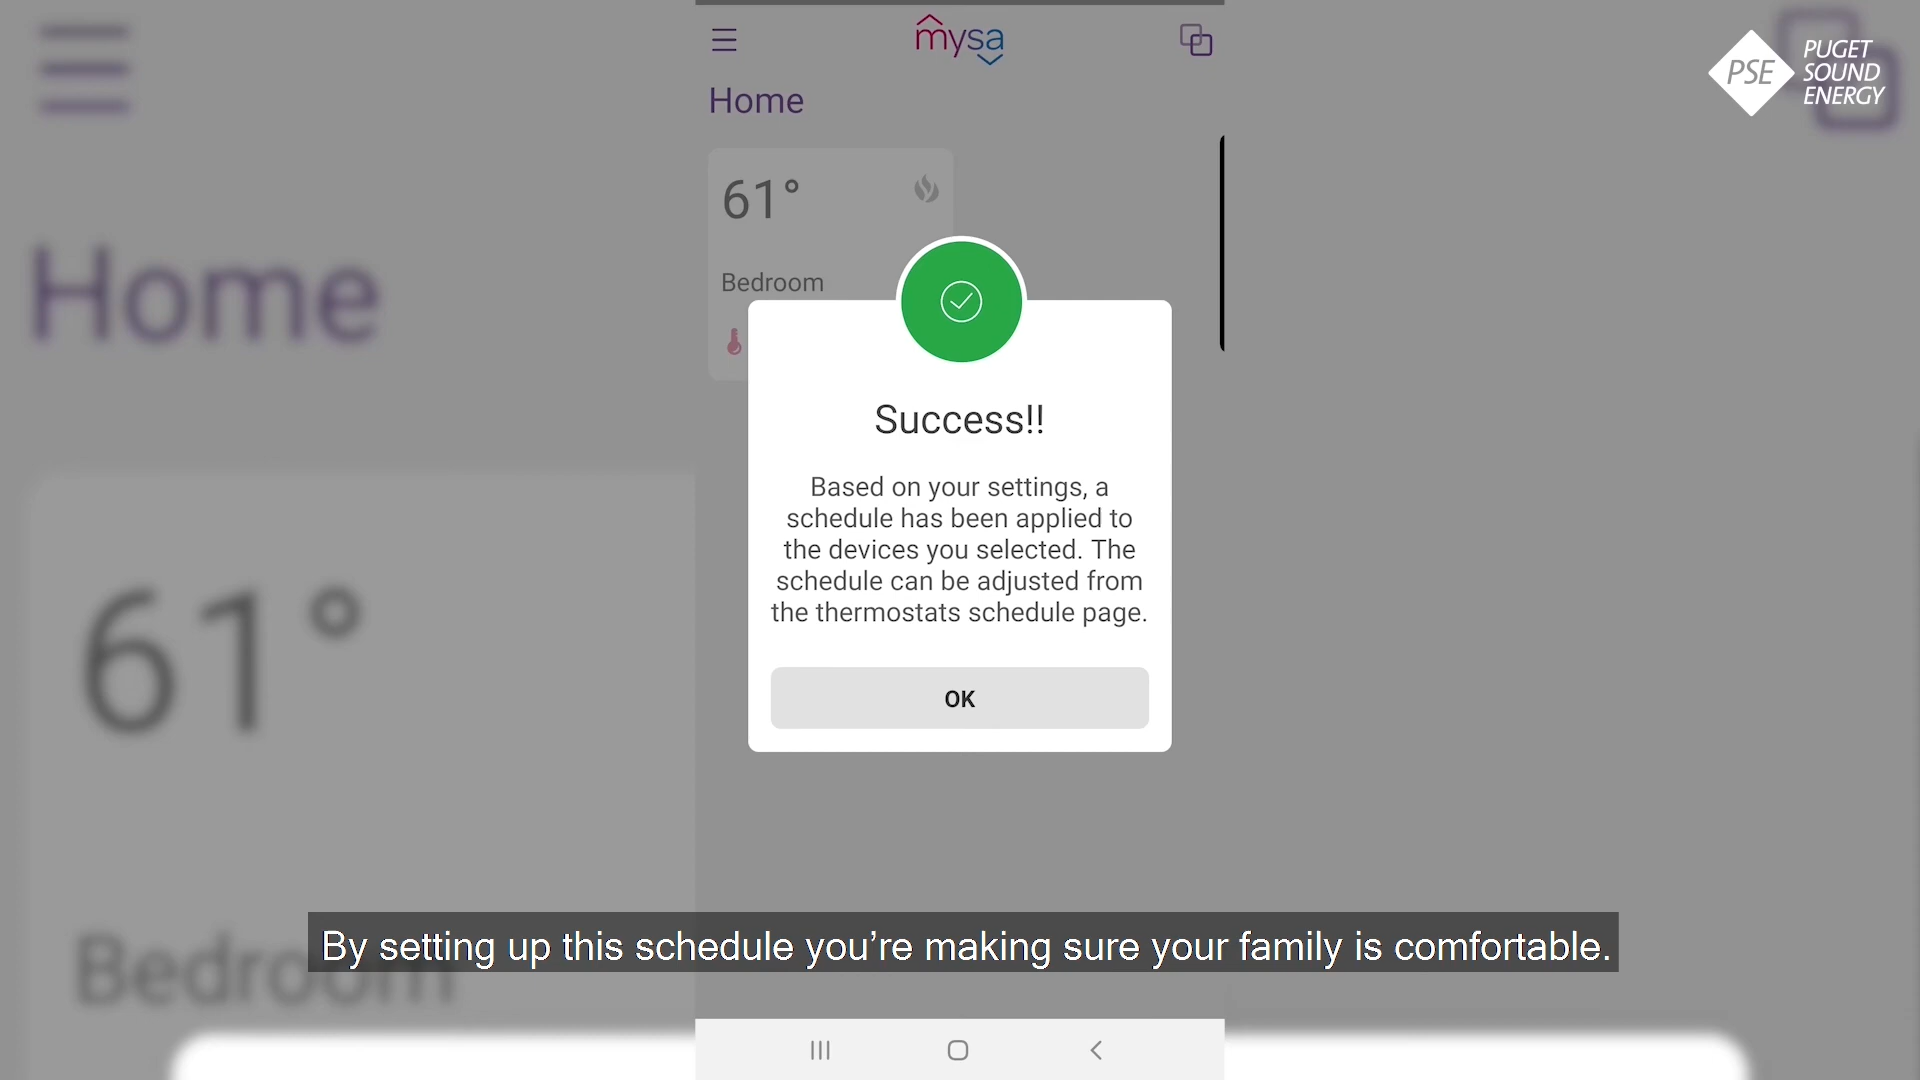 mysa
PSE
PUGET
SOUND
ENERGY
Home
Home
61°
Bedroom
Success!!
Based on your settings, a
schedule has been applied to
the devices you selected. The
schedule can be adjusted from
the thermostats schedule page.
OK
61°
Bedroom
By setting up this schedule you’re making sure your family is comfortable.